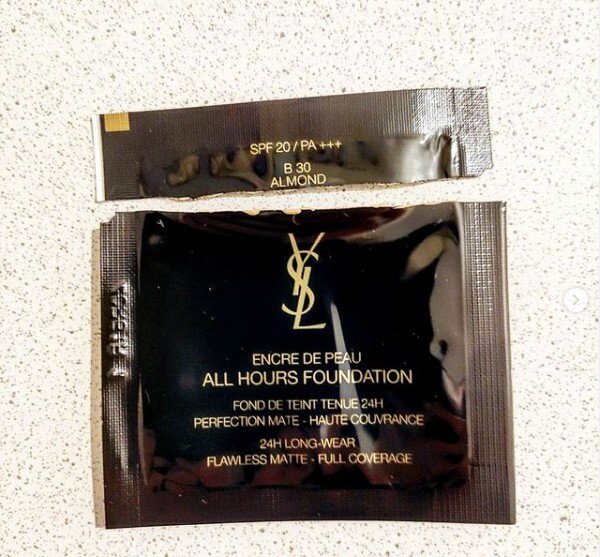 SPF 20 / PA +++
B 30
ALMOND
YSL
ENCRE DE PEAU
ALL HOURS FOUNDATION
FOND DE TEINT TENUE 24H
PERFECTION MATE - HAUTE COUVRANCE
24H LONG-WEAR
FLAWLESS MATTE - FULL COVERAGE